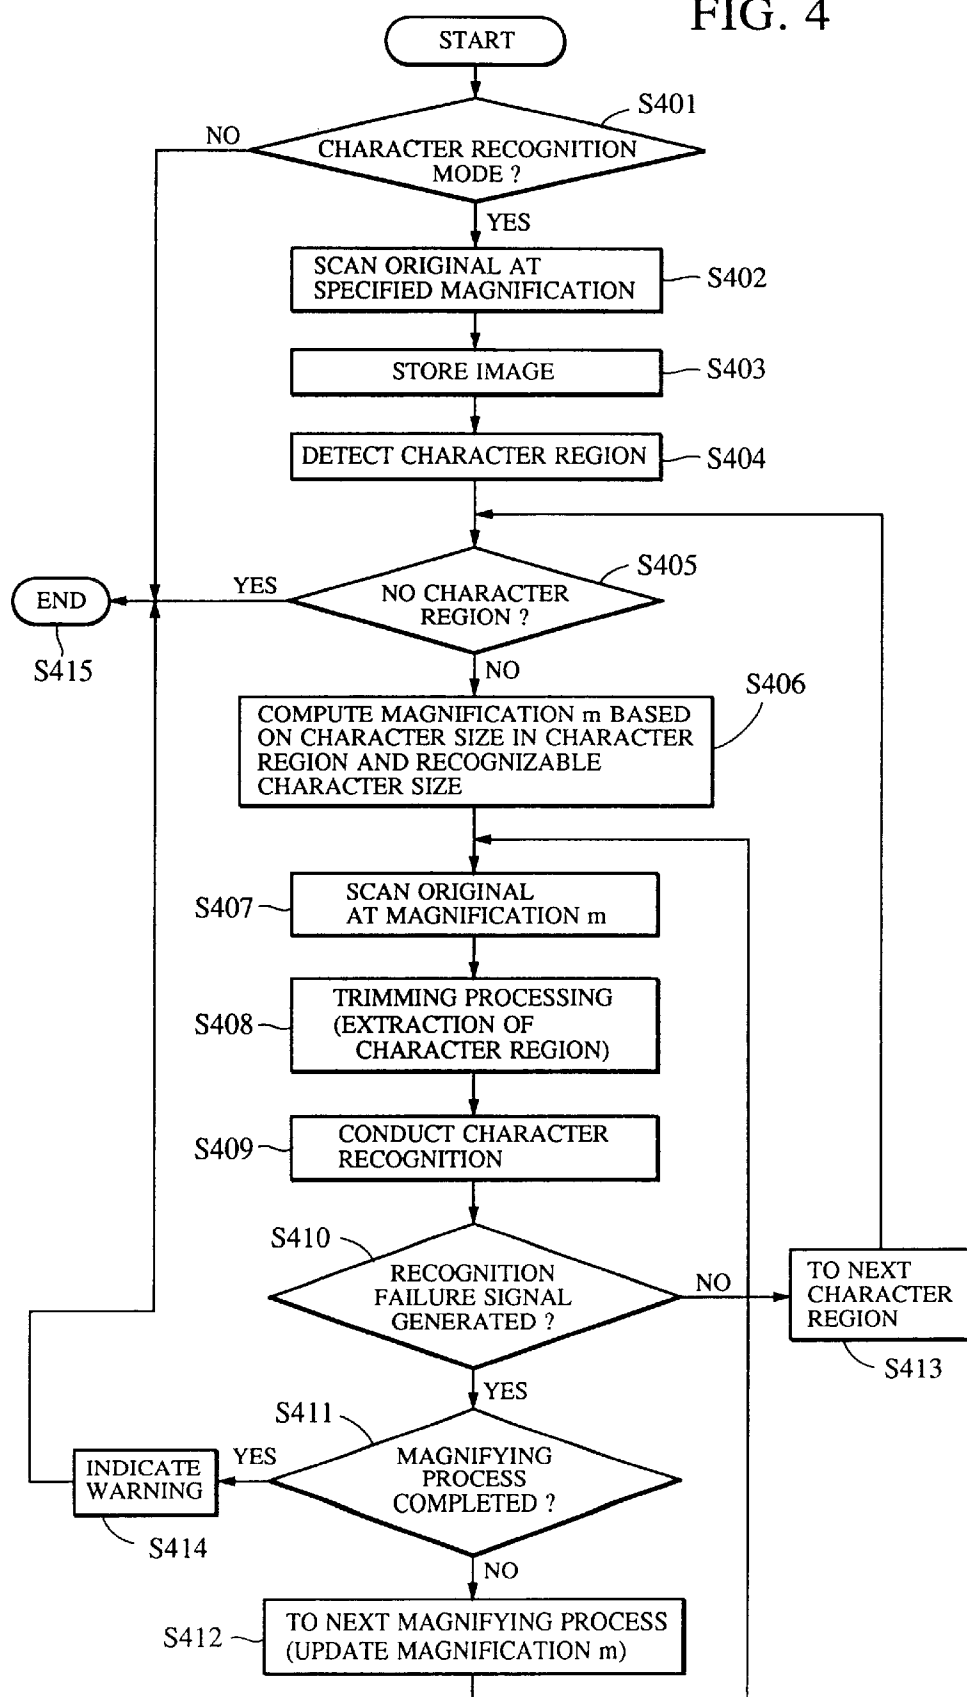 FIG. 4
START
S401
NO
CHARACTER RECOGNITION
MODE ?
YES
SCAN ORIGINAL AT
SPECIFIED MAGNIFICATION
S402
STORE IMAGE
S403
DETECT CHARACTER REGION
S404
S405
YES
NO CHARACTER
REGION ?
END
S415
NO
S406
COMPUTE MAGNIFICATION m BASED
ON CHARACTER SIZE IN CHARACTER
REGION AND RECOGNIZABLE
CHARACTER SIZE
S407
SCAN ORIGINAL
AT MAGNIFICATION m
S408
TRIMMING PROCESSING
(EXTRACTION OF
CHARACTER REGION)
S409
CONDUCT CHARACTER
RECOGNITION
S410
RECOGNITION
FAILURE SIGNAL
GENERATED ?
NO
TO NEXT
CHARACTER
REGION
S413
YES
S411
MAGNIFYING
PROCESS
COMPLETED ?
YES
INDICATE
WARNING
S414
NO
S412
TO NEXT MAGNIFYING PROCESS
(UPDATE MAGNIFICATION m)